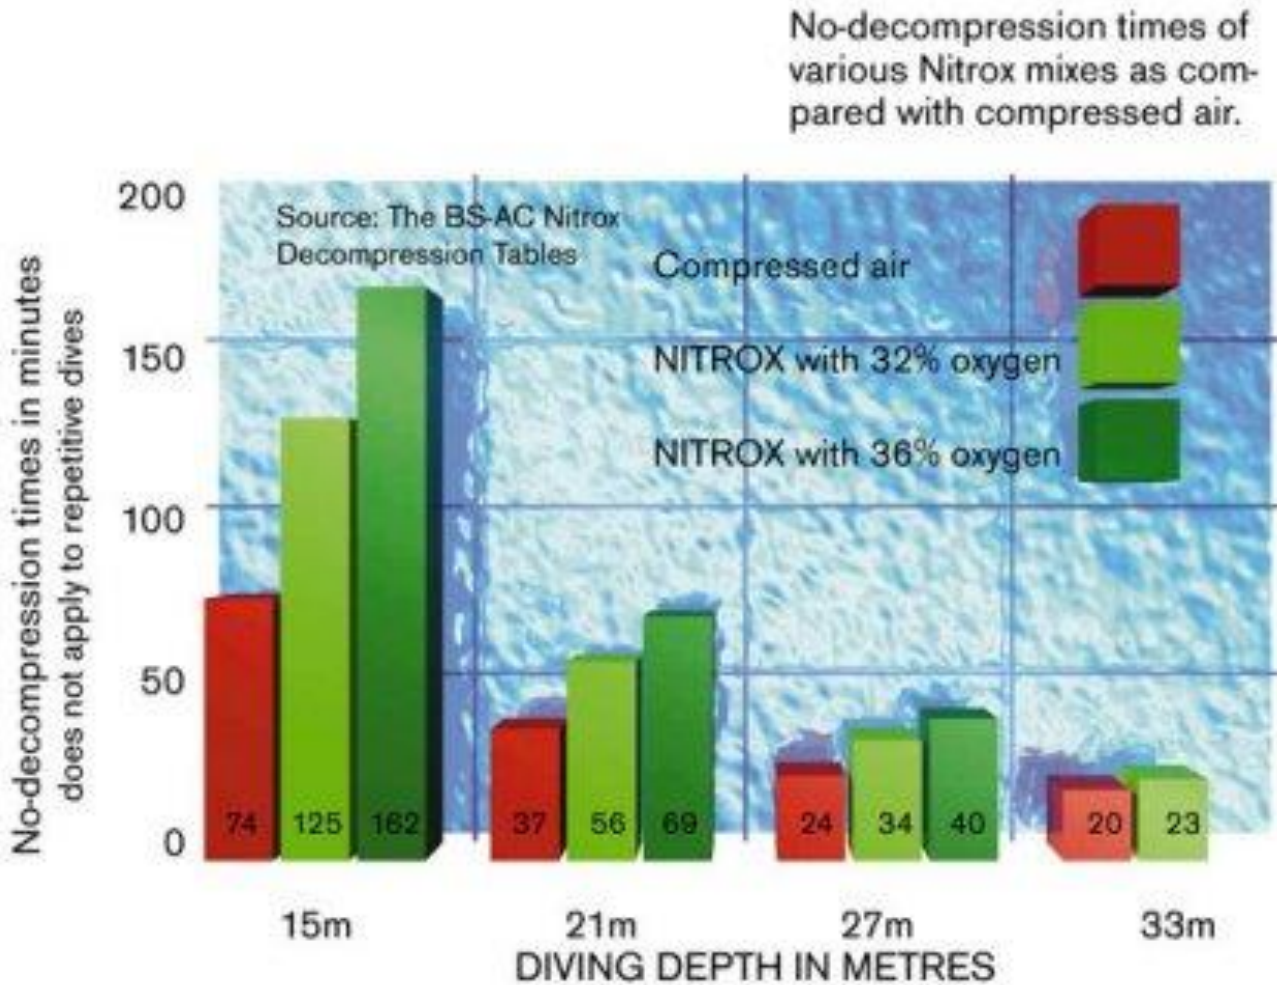 No-decompression times of
various Nitrox mixes as com-
pared with compressed air.
No-decompression times in minutes
does not apply to repetitive dives
200
150
100
50
0
Source: The BS-AC Nitrox
Decompression Tables
Compressed air
NITROX with 32% oxygen
NITROX with 36% oxygen
74 125 162 37 56 69 24 34 40 20 23
15m 21m 27m 33m
DIVING DEPTH IN METRES